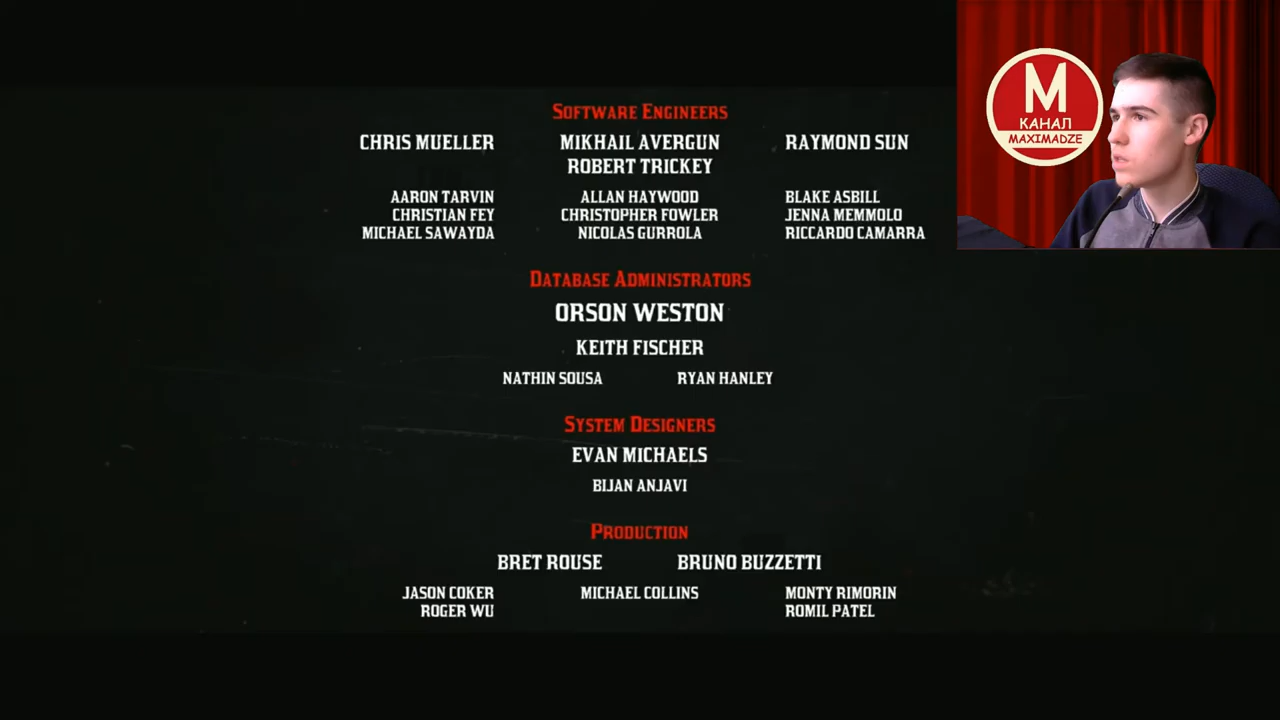 SOFTWARE ENGINEERS
CHRIS MUELLER MIKHAIL AVERGUN RAYMOND SUN
ROBERT TRICKEY
AARON TARVIN ALLAN HAYWOOD BLAKE ASBILL
CHRISTIAN FEY CHRISTOPHER FOWLER JENNA MEMMOLO
MICHAEL SAWAYDA NICOLAS GURROLA RICCARDO CAMARRA
DATABASE ADMINISTRATORS
ORSON WESTON
KEITH FISCHER
NATHIN SOUSA RYAN HANLEY
SYSTEM DESIGNERS
EVAN MICHAELS
BIJAN ANJAVI
PRODUCTION
BRET ROUSE BRUNO BUZZETTI
JASON COKER MICHAEL COLLINS MONTY RIMORIN
ROGER WU ROMIL PATEL
М
КАНАЛ
MAXIMADZE